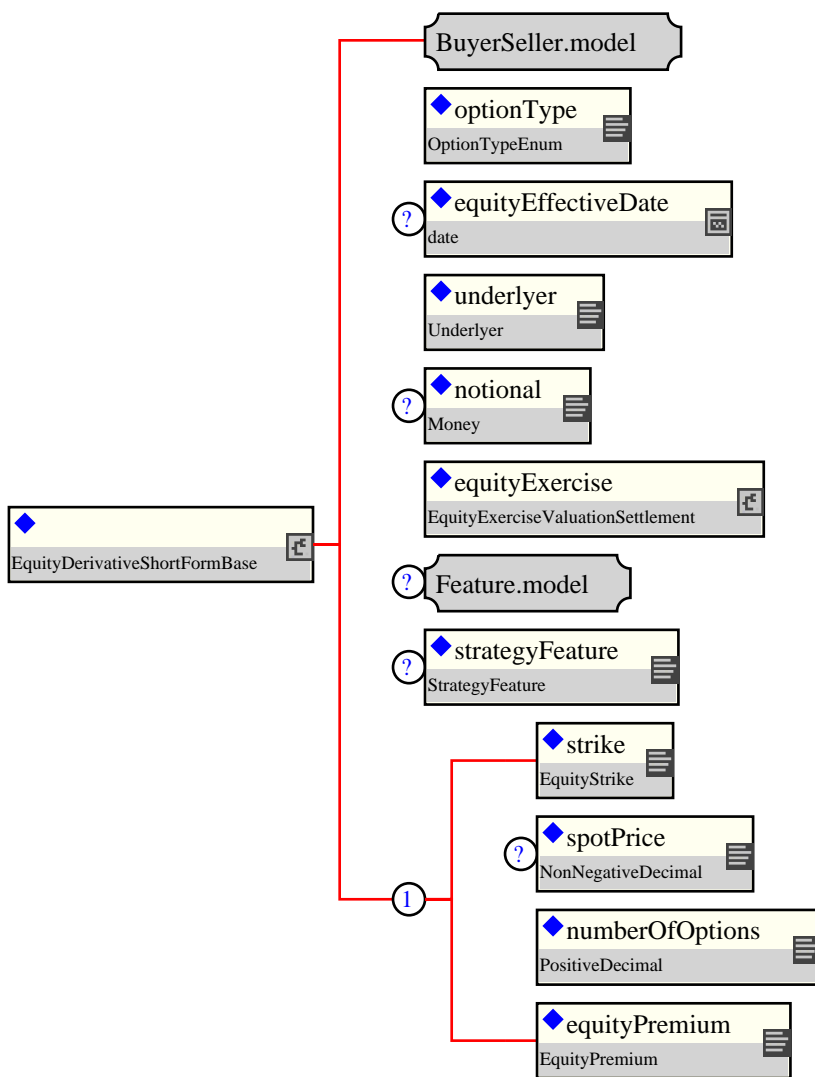 BuyerSeller.model
optionType
OptionTypeEnum
? equityEffectiveDate
date
underlyer
Underlyer
? notional
Money
equityExercise
EquityExerciseValuationSettlement
EquityDerivativeShortFormBase
? Feature.model
? strategyFeature
StrategyFeature
strike
EquityStrike
? spotPrice
NonNegativeDecimal
1
numberOfOptions
PositiveDecimal
equityPremium
EquityPremium